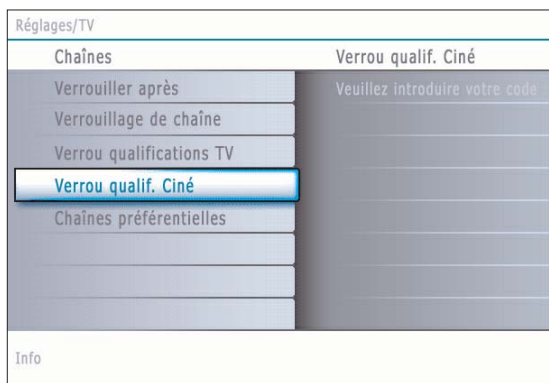 Réglages/TV
Chaînes
Verrou qualif. Ciné
Verrouiller après
Veuillez introduire votre code
Verrouillage de chaîne
Verrou qualifications TV
Verrou qualif. Ciné
Chaînes préférentielles
Info